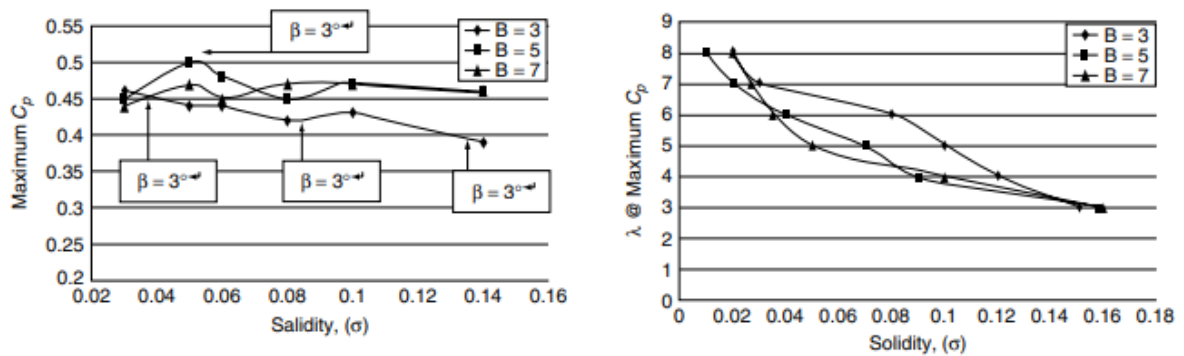 0.55
0.5
0.45
0.4
0.35
0.3
0.25
0.2
Maximum Cp
β = 3°
B = 3
B = 5
B = 7
β = 3°
β = 3°
β = 3°
0.02 0.04 0.06 0.08 0.1 0.12 0.14 0.16
Salidity, (σ)
9
8
7
6
5
4
3
2
1
0
λ @ Maximum Cp
B = 3
B = 5
B = 7
0 0.02 0.04 0.06 0.08 0.1 0.12 0.14 0.16 0.18
Solidity, (σ)